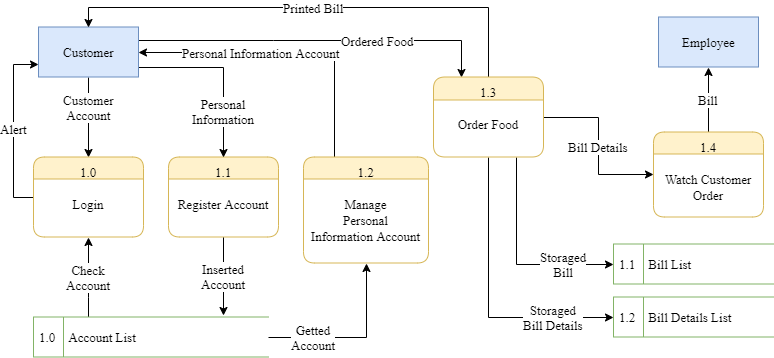 Printed Bill
Customer
Ordered Food
Personal Information Account
Employee
Alert
Customer
Account
Personal
Information
1.3
Order Food
Bill
Bill Details
1.4
Watch Customer
Order
1.0
Login
1.1
Register Account
1.2
Manage
Personal
Information Account
Check
Account
Inserted
Account
Storaged
Bill
1.1 Bill List
Storaged
Bill Details
1.2 Bill Details List
1.0 Account List
Getted
Account